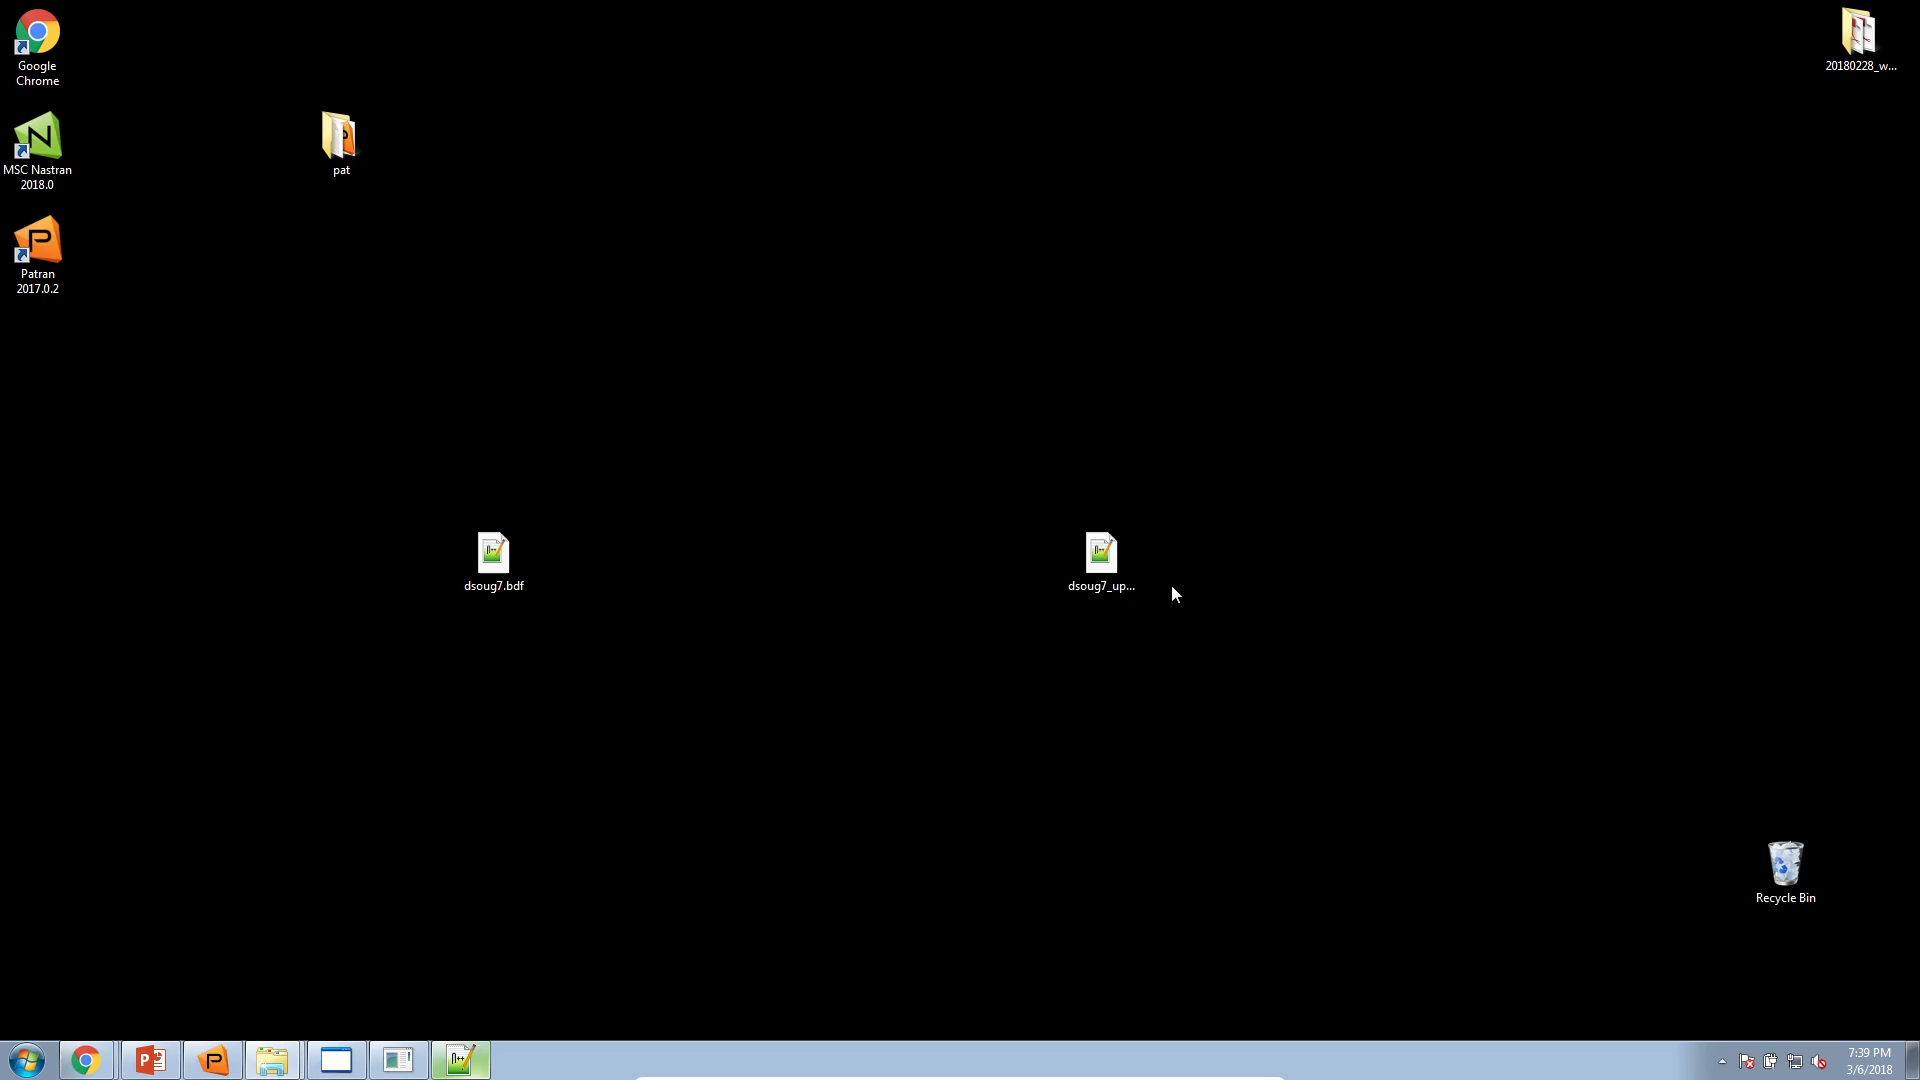 Google
Chrome
20180228_w...
MSC Nastran
2018.0
pat
Patran
2017.0.2
dsoug7.bdf
dsoug7_up...
Recycle Bin
7:39 PM
3/6/2018